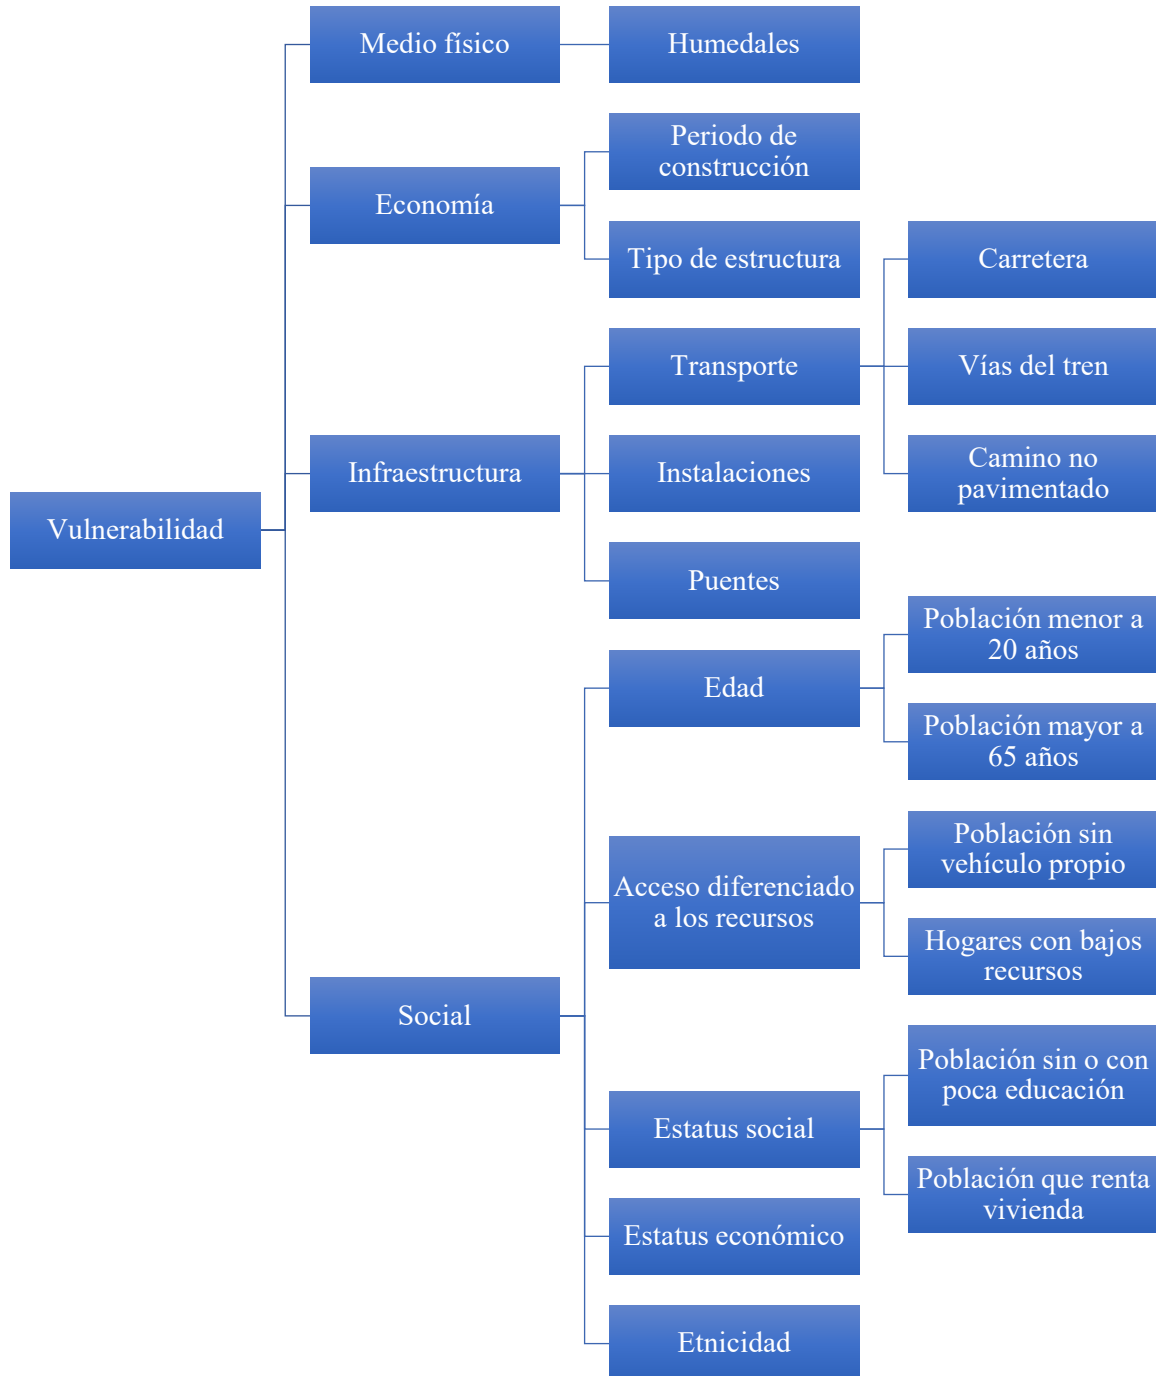 Vulnerabilidad
Medio físico
Humedales
Economía
Periodo de
construcción
Tipo de estructura
Infraestructura
Transporte
Carretera
Vías del tren
Camino no
pavimentado
Instalaciones
Puentes
Social
Edad
Población menor a
20 años
Población mayor a
65 años
Acceso diferenciado
a los recursos
Población sin
vehículo propio
Hogares con bajos
recursos
Estatus social
Población sin o con
poca educación
Población que renta
vivienda
Estatus económico
Etnicidad